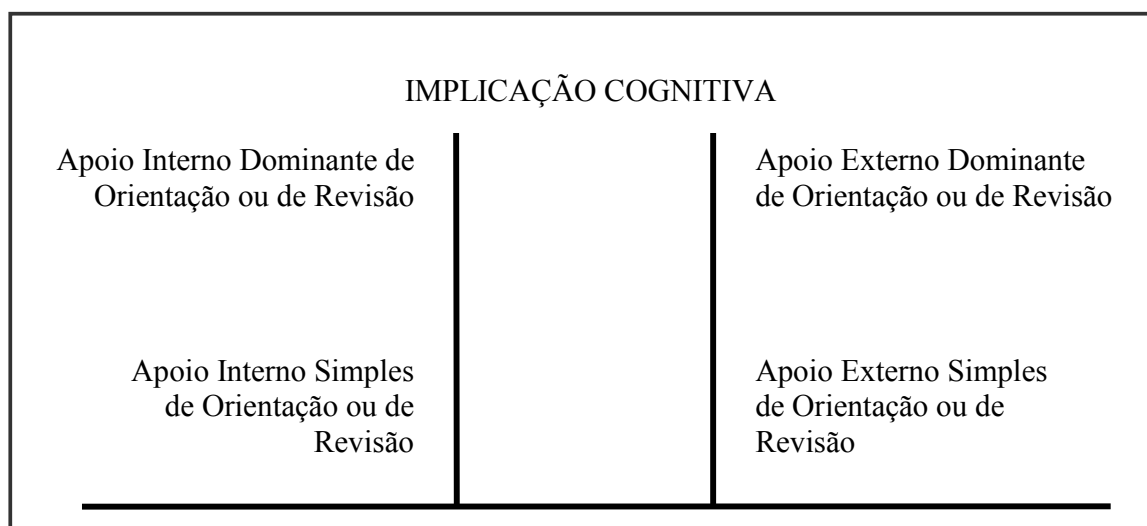 IMPLICAÇÃO COGNITIVA
Apoio Interno Dominante de
Orientação ou de Revisão
Apoio Externo Dominante
de Orientação ou de Revisão
Apoio Interno Simples
de Orientação ou de
Revisão
Apoio Externo Simples
de Orientação ou de
Revisão